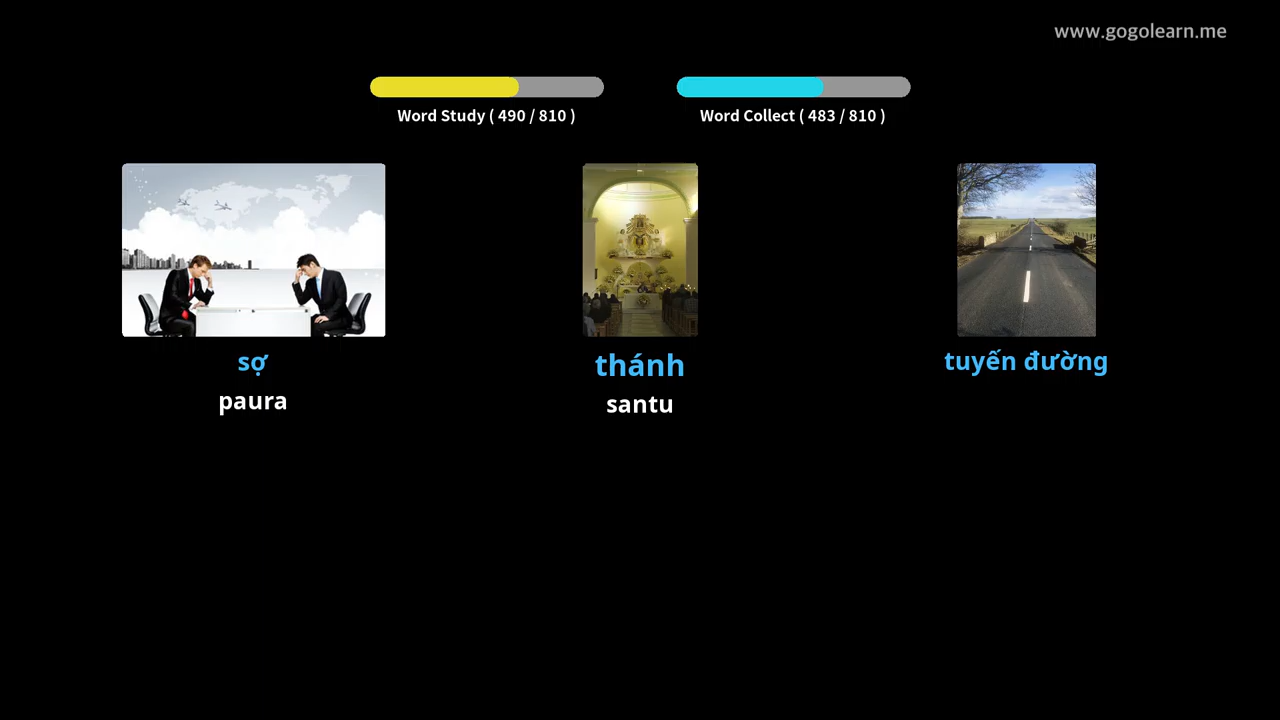 www.gogolearn.me
Word Study ( 490 / 810 )
Word Collect ( 483 / 810 )
sợ
paura
thánh
santu
tuyến đường